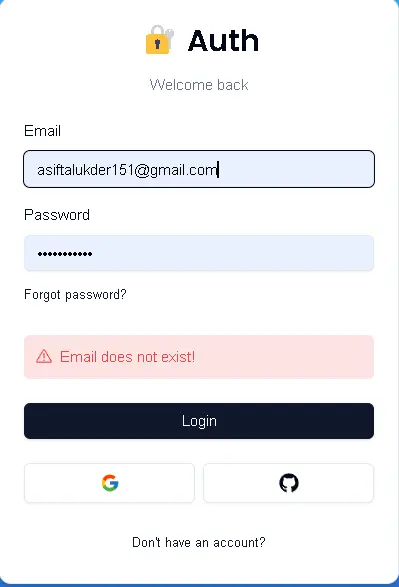 Auth
Welcome back
Email
asiftalukder151@gmail.com
Password
•••••••••••
Forgot password?
Email does not exist!
Login
Don't have an account?